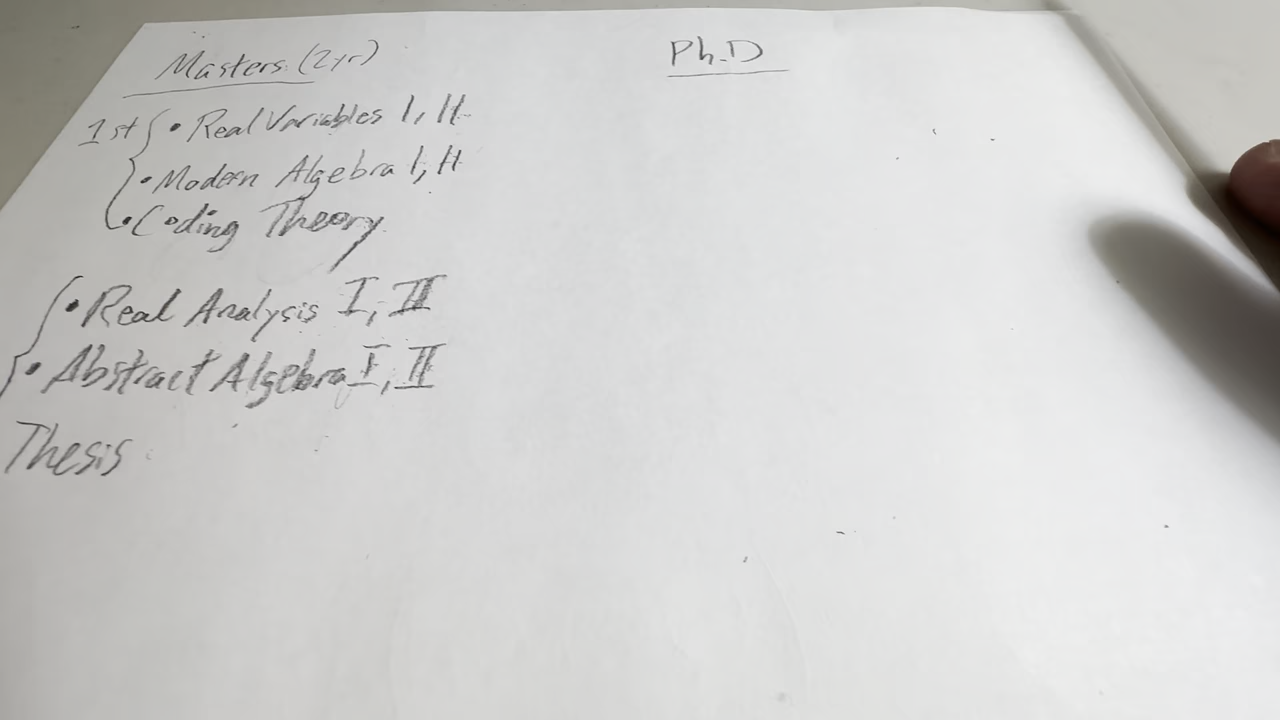 Masters (2yr)
Ph.D
1st
• Real Variables I, II
• Modern Algebra I, II
• Coding Theory
• Real Analysis I, II
• Abstract Algebra I, II
Thesis